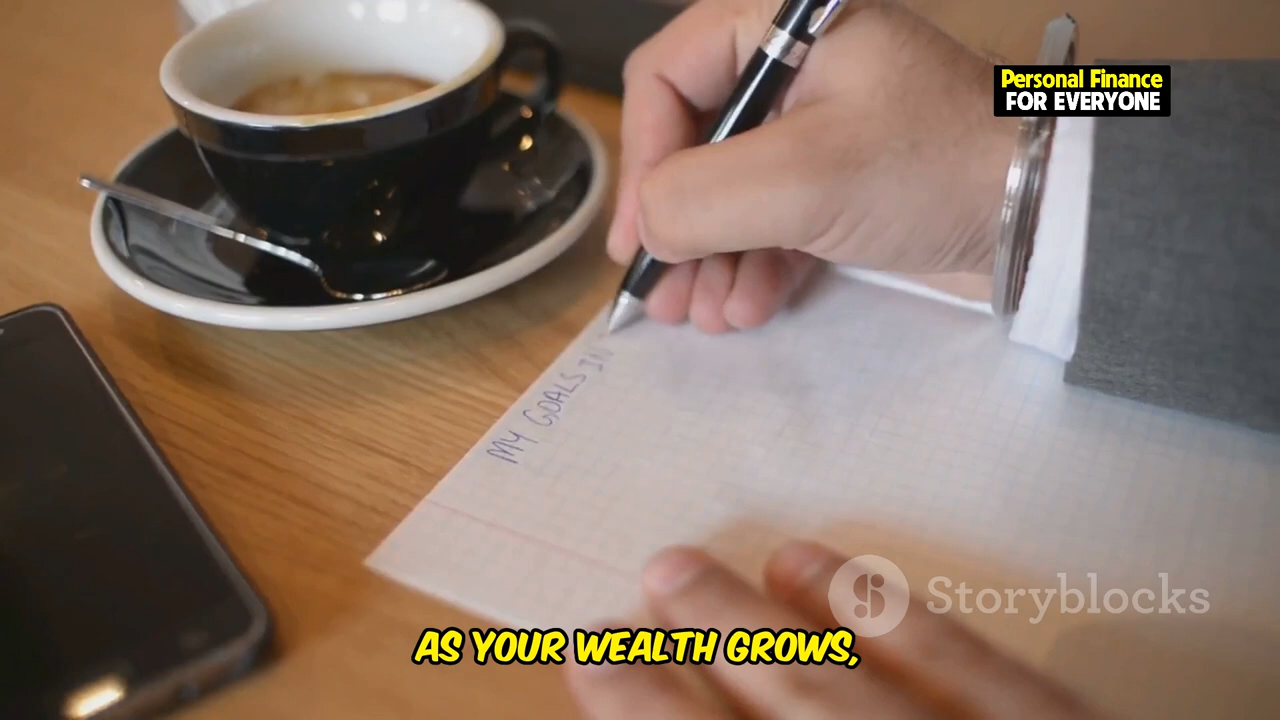 Personal Finance
FOR EVERYONE
MY GOALS IN
Storyblocks
AS YOUR WEALTH GROWS,